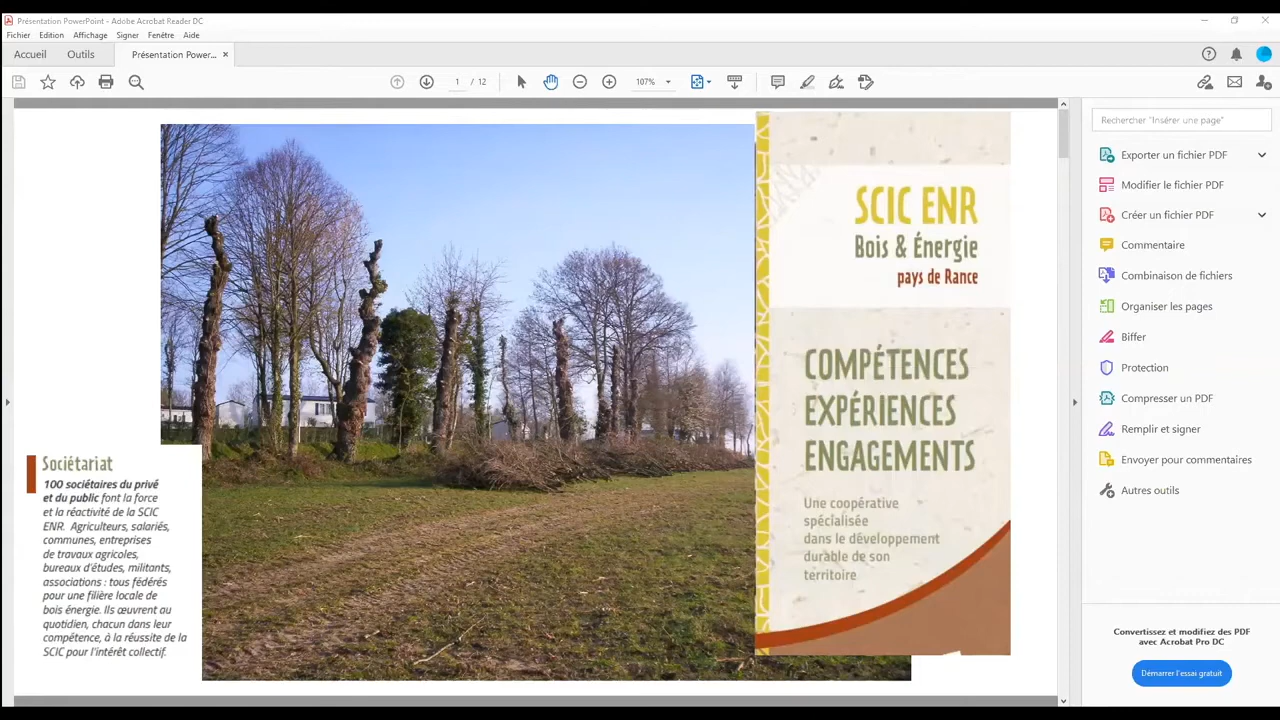 Présentation PowerPoint - Adobe Acrobat Reader DC
Fichier Edition Affichage Signer Fenêtre Aide
Accueil Outils Présentation Power... ×
1 / 12 107%
Rechercher "Insérer une page"
Exporter un fichier PDF
Modifier le fichier PDF
Créer un fichier PDF
Commentaire
Combinaison de fichiers
Organiser les pages
Biffer
Protection
Compresser un PDF
Remplir et signer
Envoyer pour commentaires
Autres outils
Convertissez et modifiez des PDF
avec Acrobat Pro DC
Démarrer l'essai gratuit
SCIC ENR
Bois & Énergie
pays de Rance
COMPÉTENCES
EXPÉRIENCES
ENGAGEMENTS
Une coopérative
spécialisée
dans le développement
durable de son
territoire
Sociétariat
100 sociétaires du privé
et du public font la force
et la réactivité de la SCIC
ENR. Agriculteurs, salariés,
communes, entreprises
de travaux agricoles,
bureaux d'études, militants,
associations : tous fédérés
pour une filière locale de
bois énergie. Ils œuvrent au
quotidien, chacun dans leur
compétence, à la réussite de la
SCIC pour l'intérêt collectif.